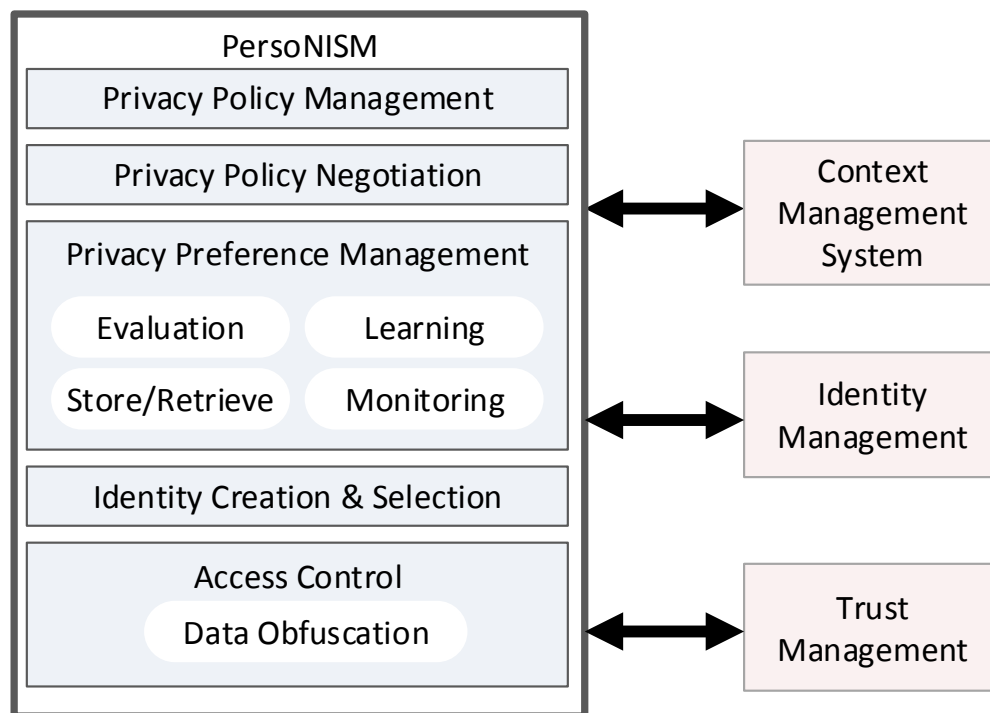 PersoNISM
Privacy Policy Management
Privacy Policy Negotiation
Privacy Preference Management
Evaluation
Learning
Store/Retrieve
Monitoring
Identity Creation & Selection
Access Control
Data Obfuscation
Context
Management
System
Identity
Management
Trust
Management